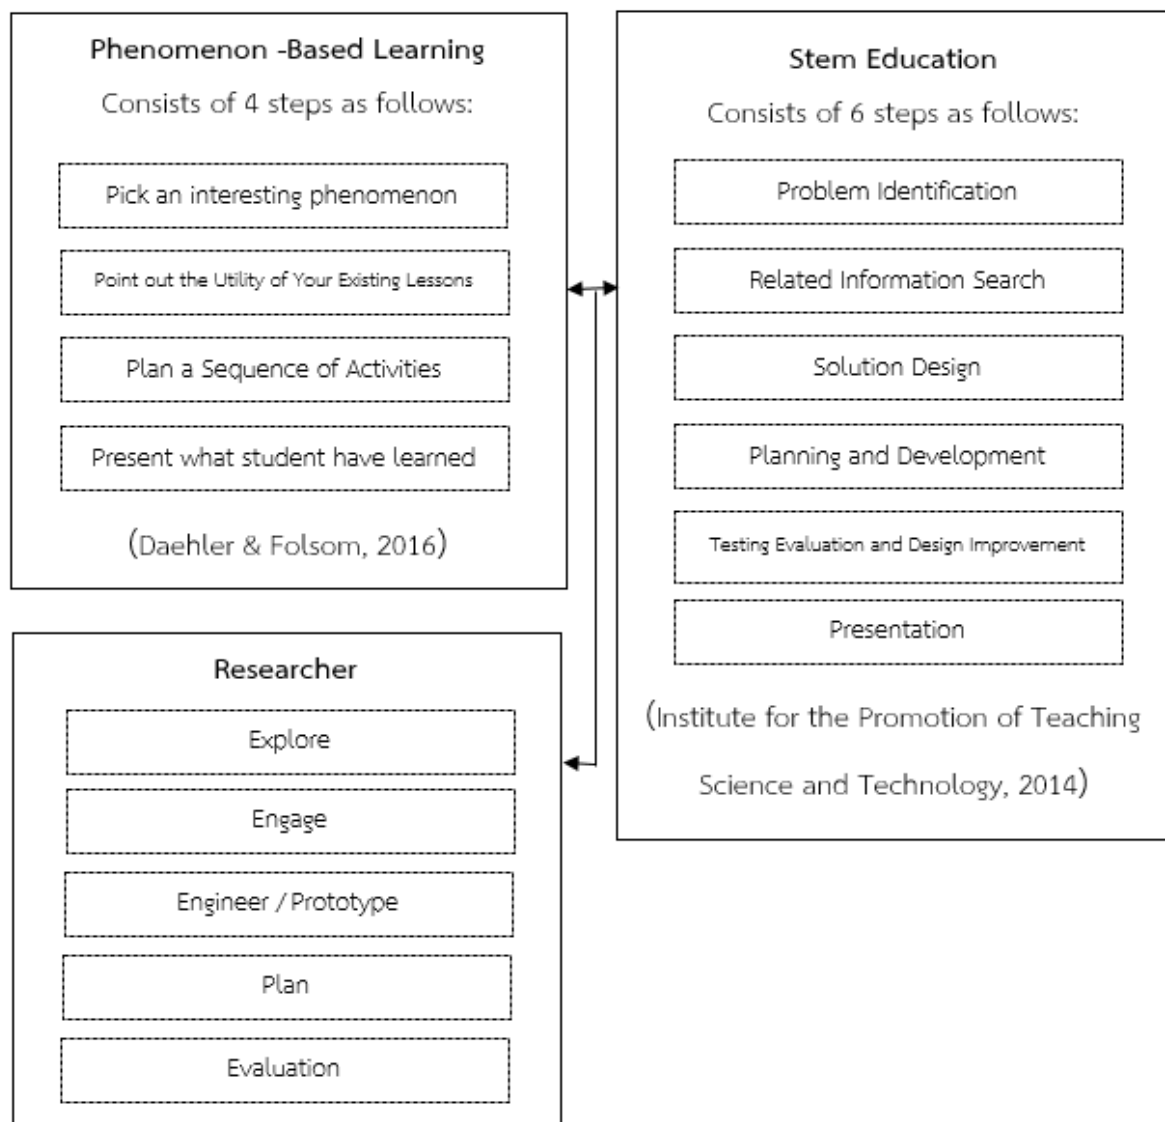 Phenomenon -Based Learning
Consists of 4 steps as follows:
Pick an interesting phenomenon
Point out the Utility of Your Existing Lessons
Plan a Sequence of Activities
Present what student have learned
(Daehler & Folsom, 2016)
Stem Education
Consists of 6 steps as follows:
Problem Identification
Related Information Search
Solution Design
Planning and Development
Testing Evaluation and Design Improvement
Presentation
(Institute for the Promotion of Teaching
Science and Technology, 2014)
Researcher
Explore
Engage
Engineer / Prototype
Plan
Evaluation